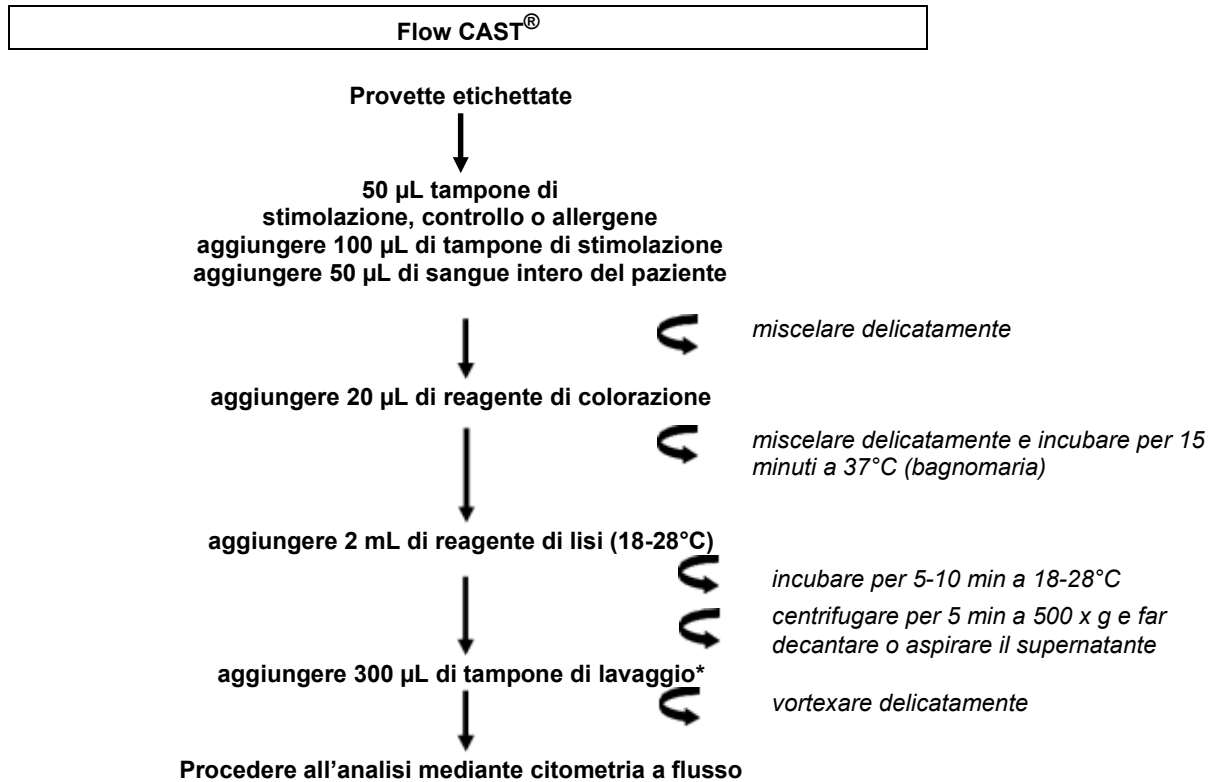 Flow CAST®
Provette etichettate
50 µL tampone di
stimolazione, controllo o allergene
aggiungere 100 µL di tampone di stimolazione
aggiungere 50 µL di sangue intero del paziente
miscelare delicatamente
aggiungere 20 µL di reagente di colorazione
miscelare delicatamente e incubare per 15
minuti a 37°C (bagnomaria)
aggiungere 2 mL di reagente di lisi (18-28°C)
incubare per 5-10 min a 18-28°C
centrifugare per 5 min a 500 x g e far
decantare o aspirare il supernatante
aggiungere 300 µL di tampone di lavaggio*
vortexare delicatamente
Procedere all’analisi mediante citometria a flusso